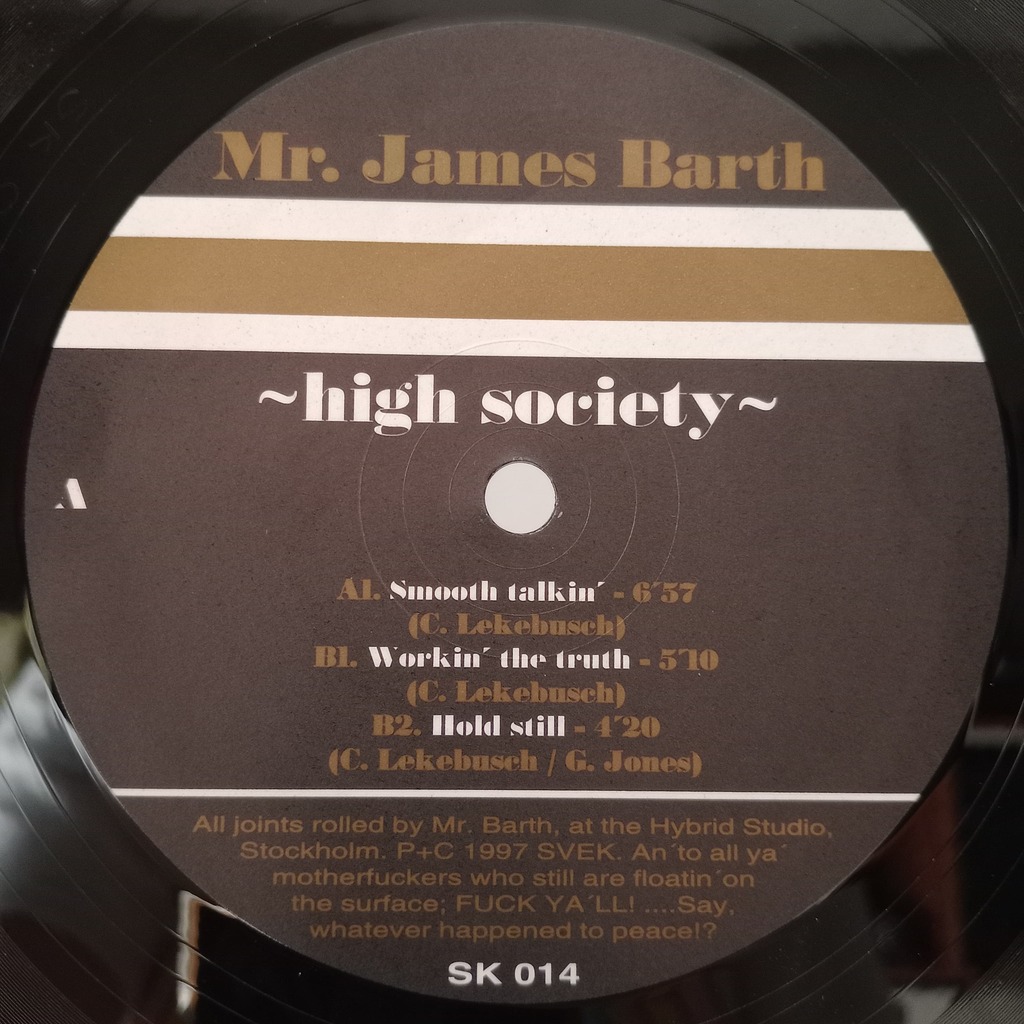 Mr. James Barth
~high society~
A
A1. Smooth talkin´ - 6´57
(C. Lekebusch)
B1. Workin´ the truth - 5´10
(C. Lekebusch)
B2. Hold still - 4´20
(C. Lekebusch / G. Jones)
All joints rolled by Mr. Barth, at the Hybrid Studio,
Stockholm. P+C 1997 SVEK. An´to all ya´
motherfuckers who still are floatin´on
the surface; FUCK YA´LL! ....Say,
whatever happened to peace!?
SK 014